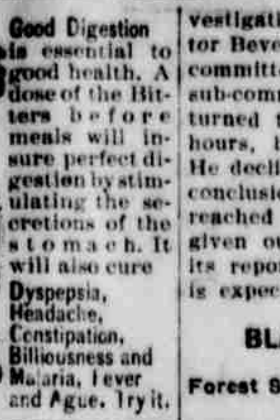 Good Digestion
is essential to
good health. A
dose of the Bit-
ters before
meals will in-
sure perfect di-
gestion by stim-
ulating the se-
cretions of the
stomach. It
will also cure
Dyspepsia,
Headache,
Constipation,
Billiousness and
Malaria, Fever
and Ague. Try it.
vestigati
tor Beve
committ
sub-comm
turned t
hours, h
He decli
conclusi
reached
given ou
its repo
is expec
BL
Forest S